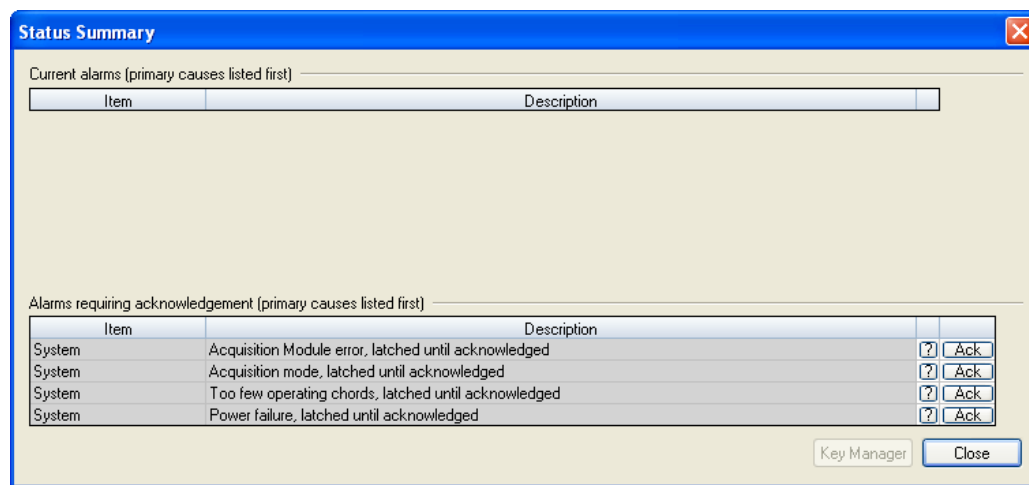 Status Summary
Current alarms (primary causes listed first)
Item Description
Alarms requiring acknowledgement (primary causes listed first)
Item Description
System Acquisition Module error, latched until acknowledged ? Ack
System Acquisition mode, latched until acknowledged ? Ack
System Too few operating chords, latched until acknowledged ? Ack
System Power failure, latched until acknowledged ? Ack
Key Manager Close